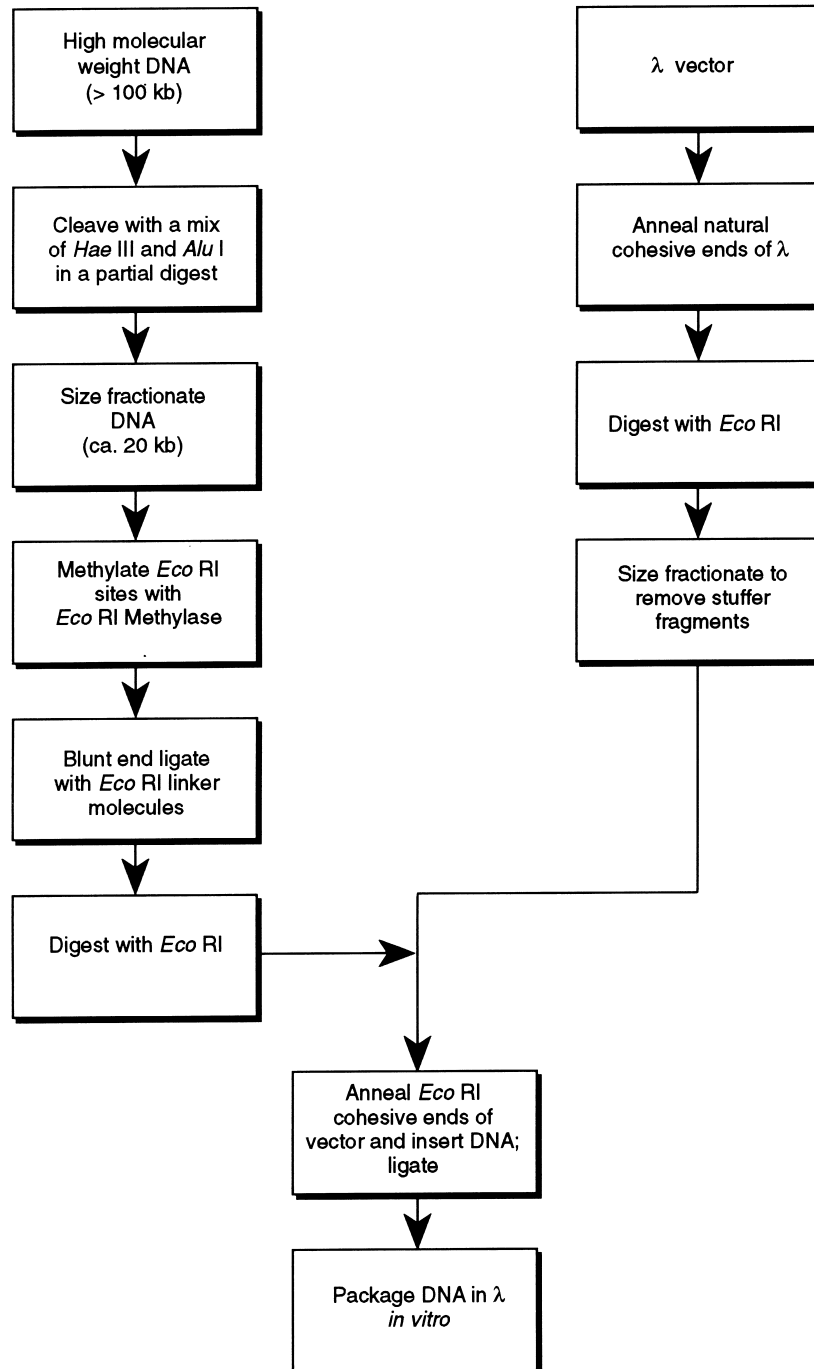 High molecular
weight DNA
(> 100 kb)
Cleave with a mix
of Hae III and Alu I
in a partial digest
Size fractionate
DNA
(ca. 20 kb)
Methylate Eco RI
sites with
Eco RI Methylase
Blunt end ligate
with Eco RI linker
molecules
Digest with Eco RI
λ vector
Anneal natural
cohesive ends of λ
Digest with Eco RI
Size fractionate to
remove stuffer
fragments
Anneal Eco RI
cohesive ends of
vector and insert DNA;
ligate
Package DNA in λ
in vitro